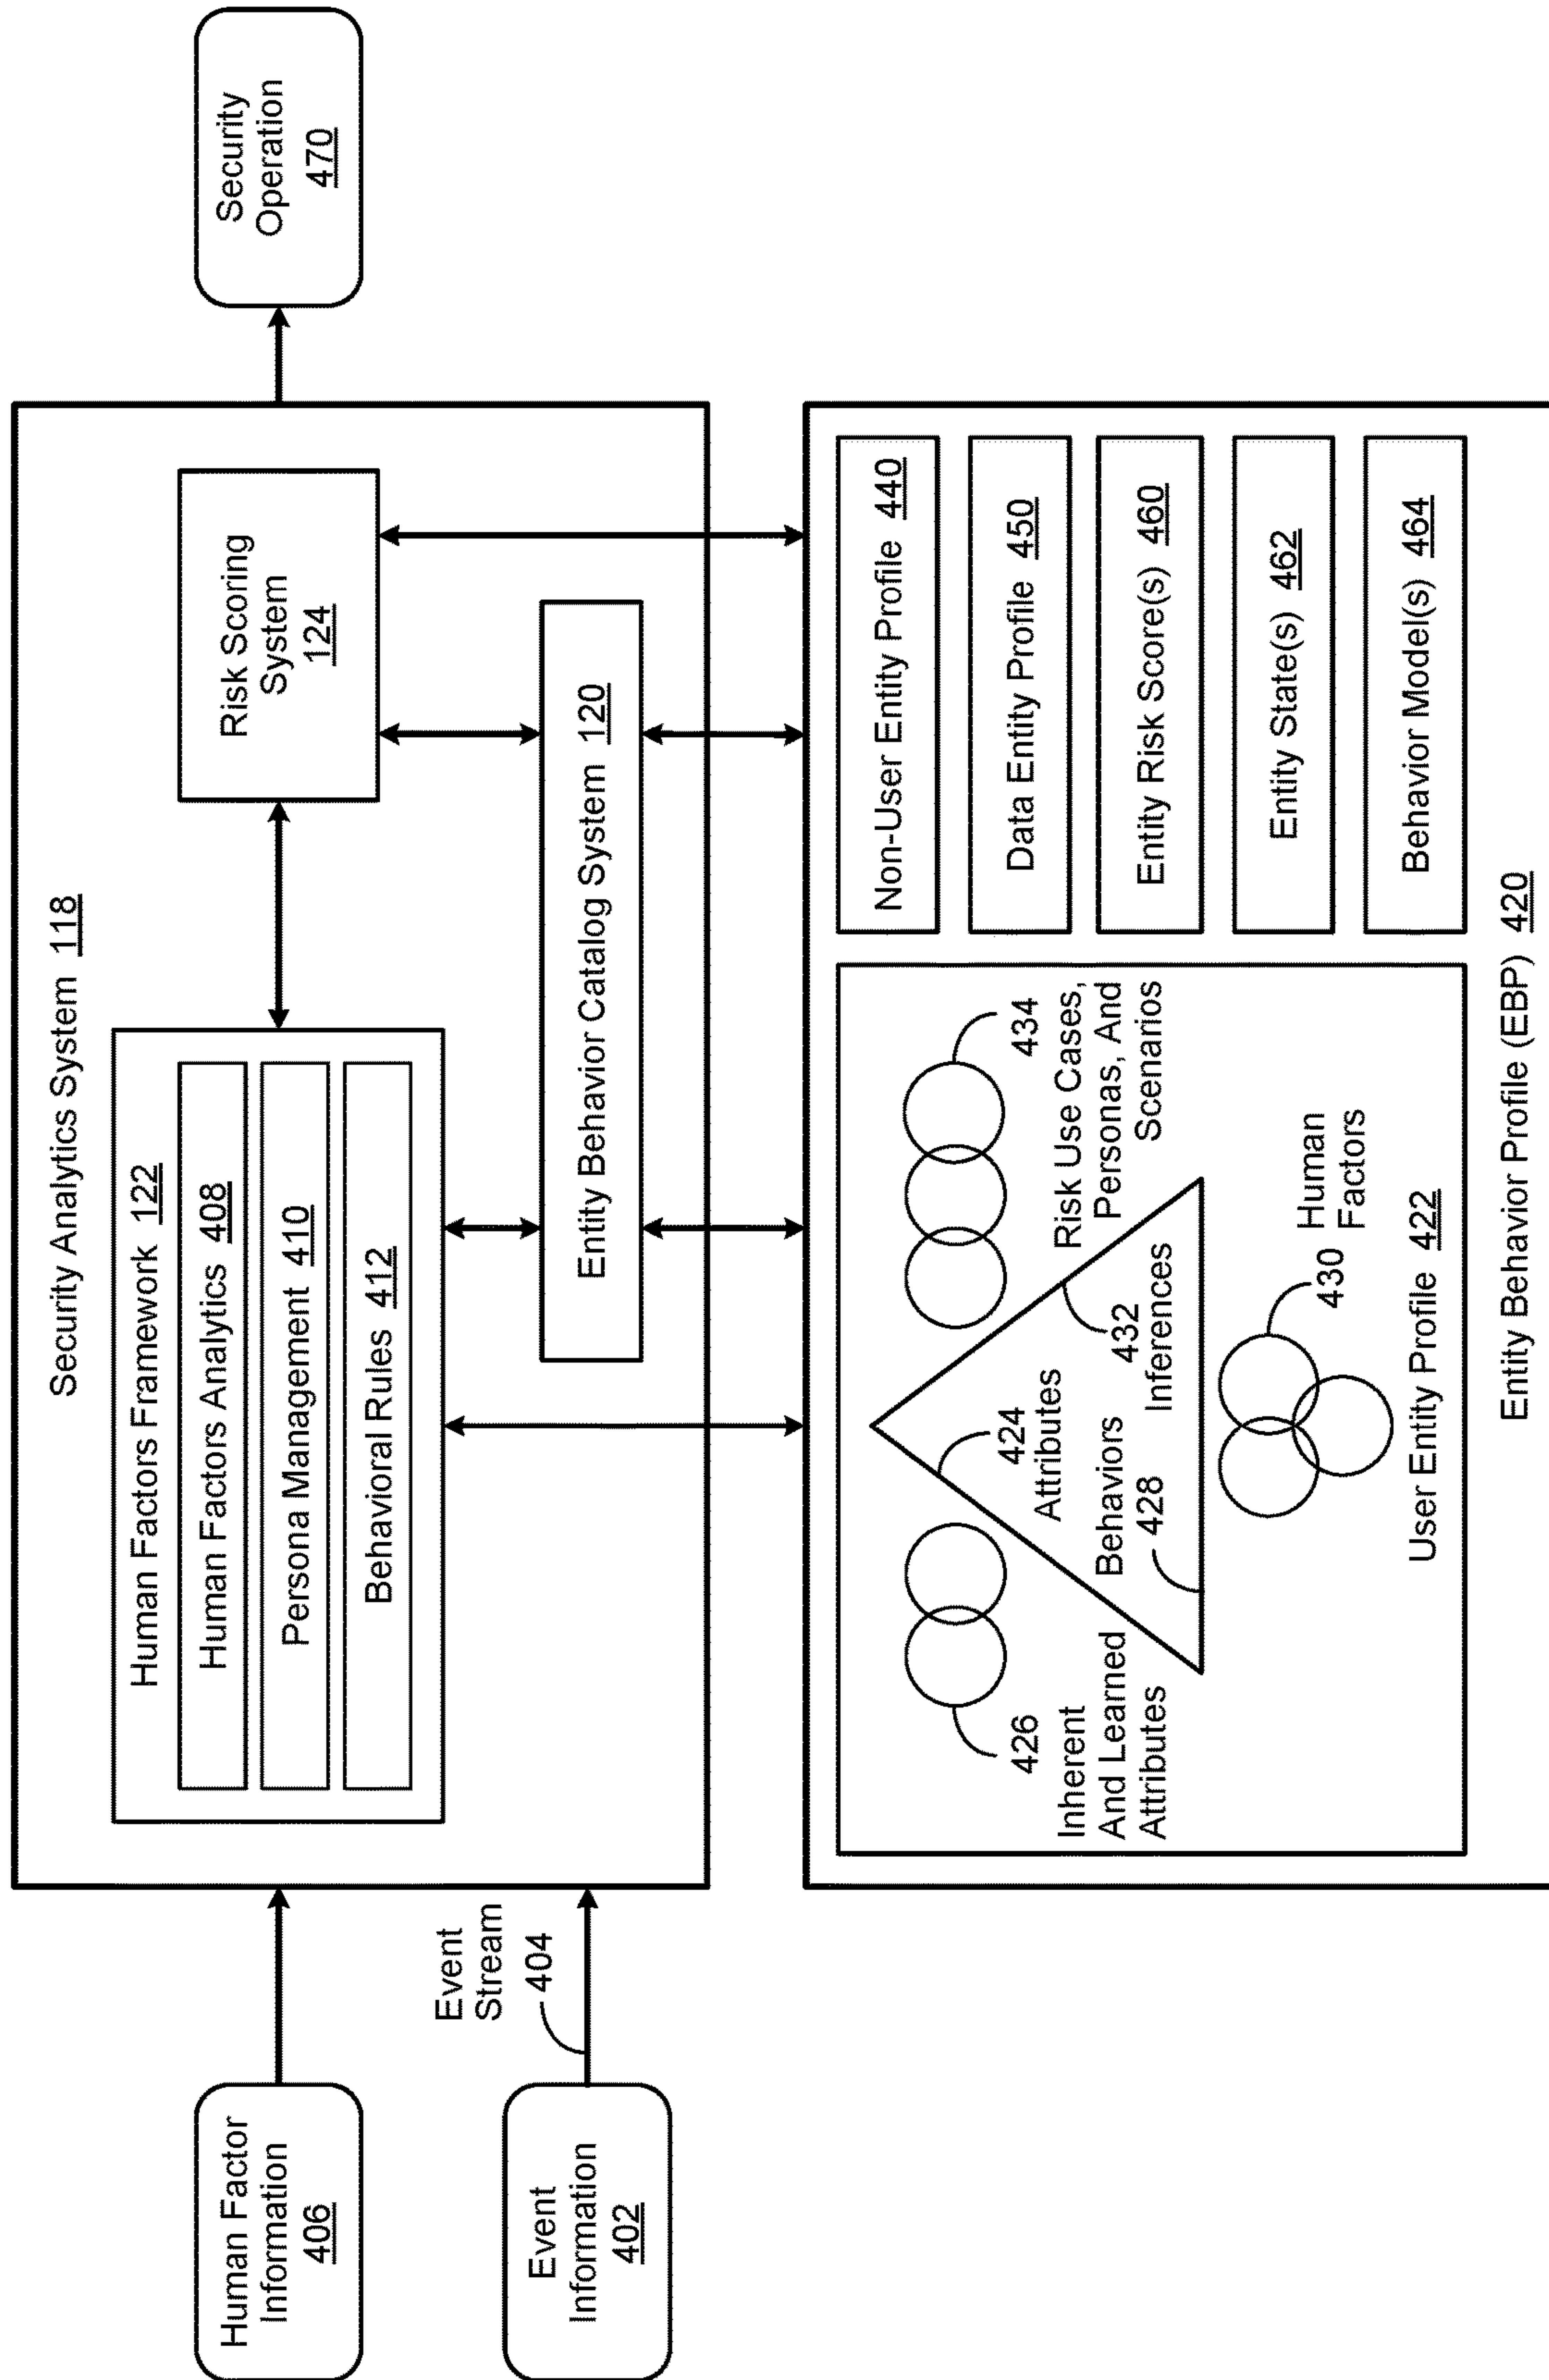 Security Analytics System 118
Human Factors Framework 122
Human Factors Analytics 408
Persona Management 410
Behavioral Rules 412
Risk Scoring
System
124
Entity Behavior Catalog System 120
Human Factor
Information
406
Event
Stream
404
Event
Information
402
Security
Operation
470
Inherent
And Learned
Attributes
426
424
Attributes
Behaviors
428
432
Inferences
434
Risk Use Cases,
Personas, And
Scenarios
430
Human
Factors
User Entity Profile 422
Non-User Entity Profile 440
Data Entity Profile 450
Entity Risk Score(s) 460
Entity State(s) 462
Behavior Model(s) 464
Entity Behavior Profile (EBP) 420